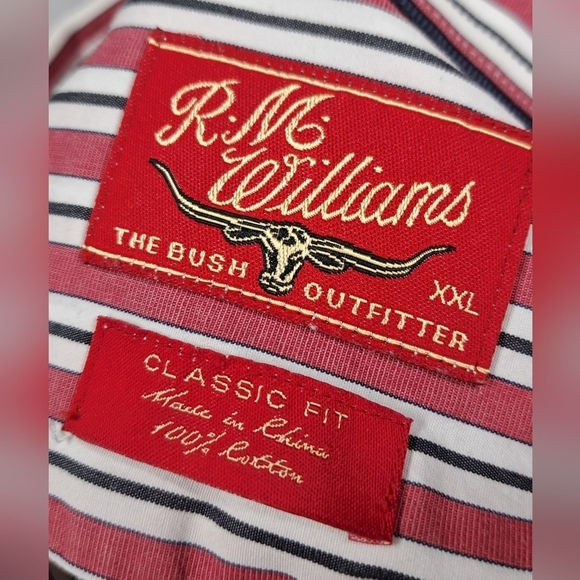 R.M.
Williams
XXL
THE BUSH OUTFITTER
CLASSIC FIT
Made in China
100% Cotton